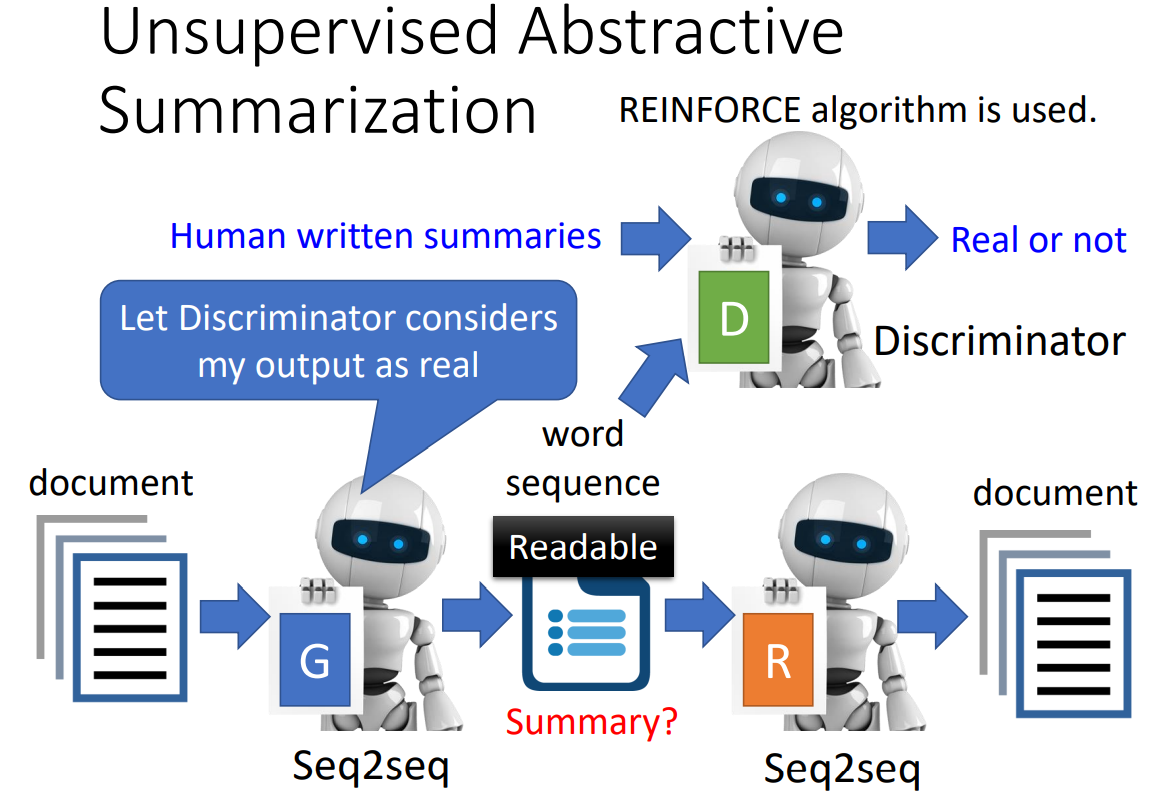 Unsupervised Abstractive
Summarization
REINFORCE algorithm is used.
Human written summaries
Real or not
Let Discriminator considers
my output as real
D
Discriminator
word
sequence
document
document
Readable
G
R
Summary?
Seq2seq
Seq2seq